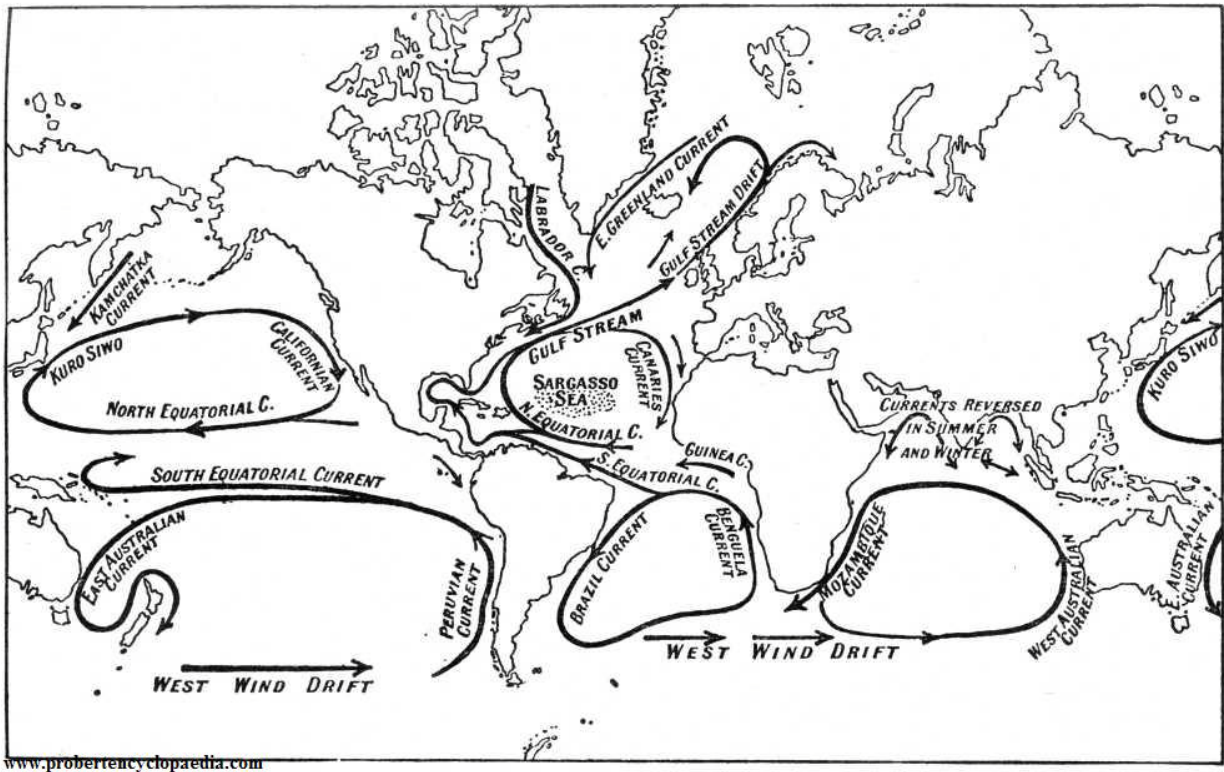 E. GREENLAND CURRENT
GULF STREAM DRIFT
LABRADOR C.
KAMCHATKA
CURRENT
KURO SIWO
CALIFORNIAN
CURRENT
NORTH EQUATORIAL C.
GULF STREAM
CANARIES
CURRENT
SARGASSO
SEA
N. EQUATORIAL C.
KURO SIWO
CURRENTS REVERSED
IN SUMMER
AND WINTER
GUINEA C.
S. EQUATORIAL C.
SOUTH EQUATORIAL CURRENT
EAST AUSTRALIAN
CURRENT
PERUVIAN
CURRENT
BRAZIL CURRENT
BENGUELA
CURRENT
MOZAMBIQUE
CURRENT
WEST AUSTRALIAN
CURRENT
E. AUSTRALIAN
CURRENT
WEST WIND DRIFT
WEST WIND DRIFT
www.probertencyclopaedia.com